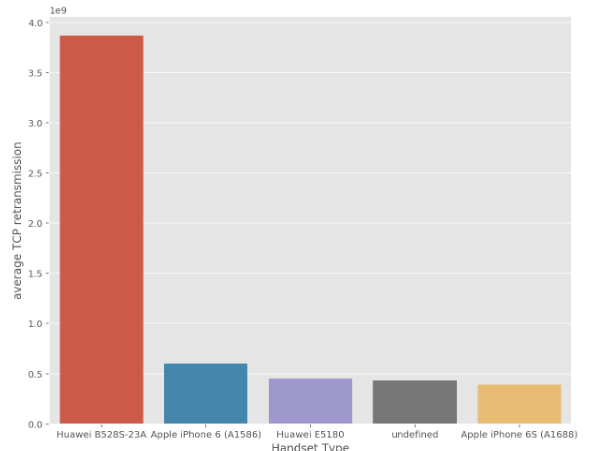 1e9
4.0
3.5
3.0
2.5
2.0
1.5
1.0
0.5
0.0
average TCP retransmission
Huawei B528S-23A Apple iPhone 6 (A1586) Huawei E5180 undefined Apple iPhone 6S (A1688)
Handset Type